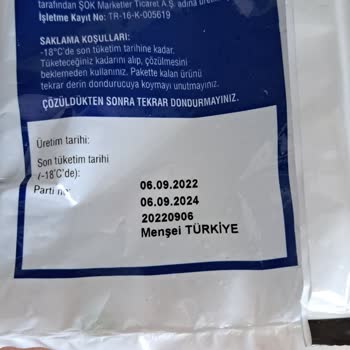 tarafından ŞOK Marketler Ticaret A.Ş. adına üret
İşletme Kayıt No: TR-16-K-005619
SAKLAMA KOŞULLARI:
-18°C'de son tüketim tarihine kadar.
Tüketeceğiniz kadarını alıp, çözülmesini
beklemeden kullanınız. Pakette kalan ürünü
tekrar derin dondurucuya koymayı unutmayınız.
ÇÖZÜLDÜKTEN SONRA TEKRAR DONDURMAYINIZ.
Üretim tarihi:
Son tüketim tarihi
(-18°C'de):
Parti no:
06.09.2022
06.09.2024
20220906
Menşei TÜRKİYE